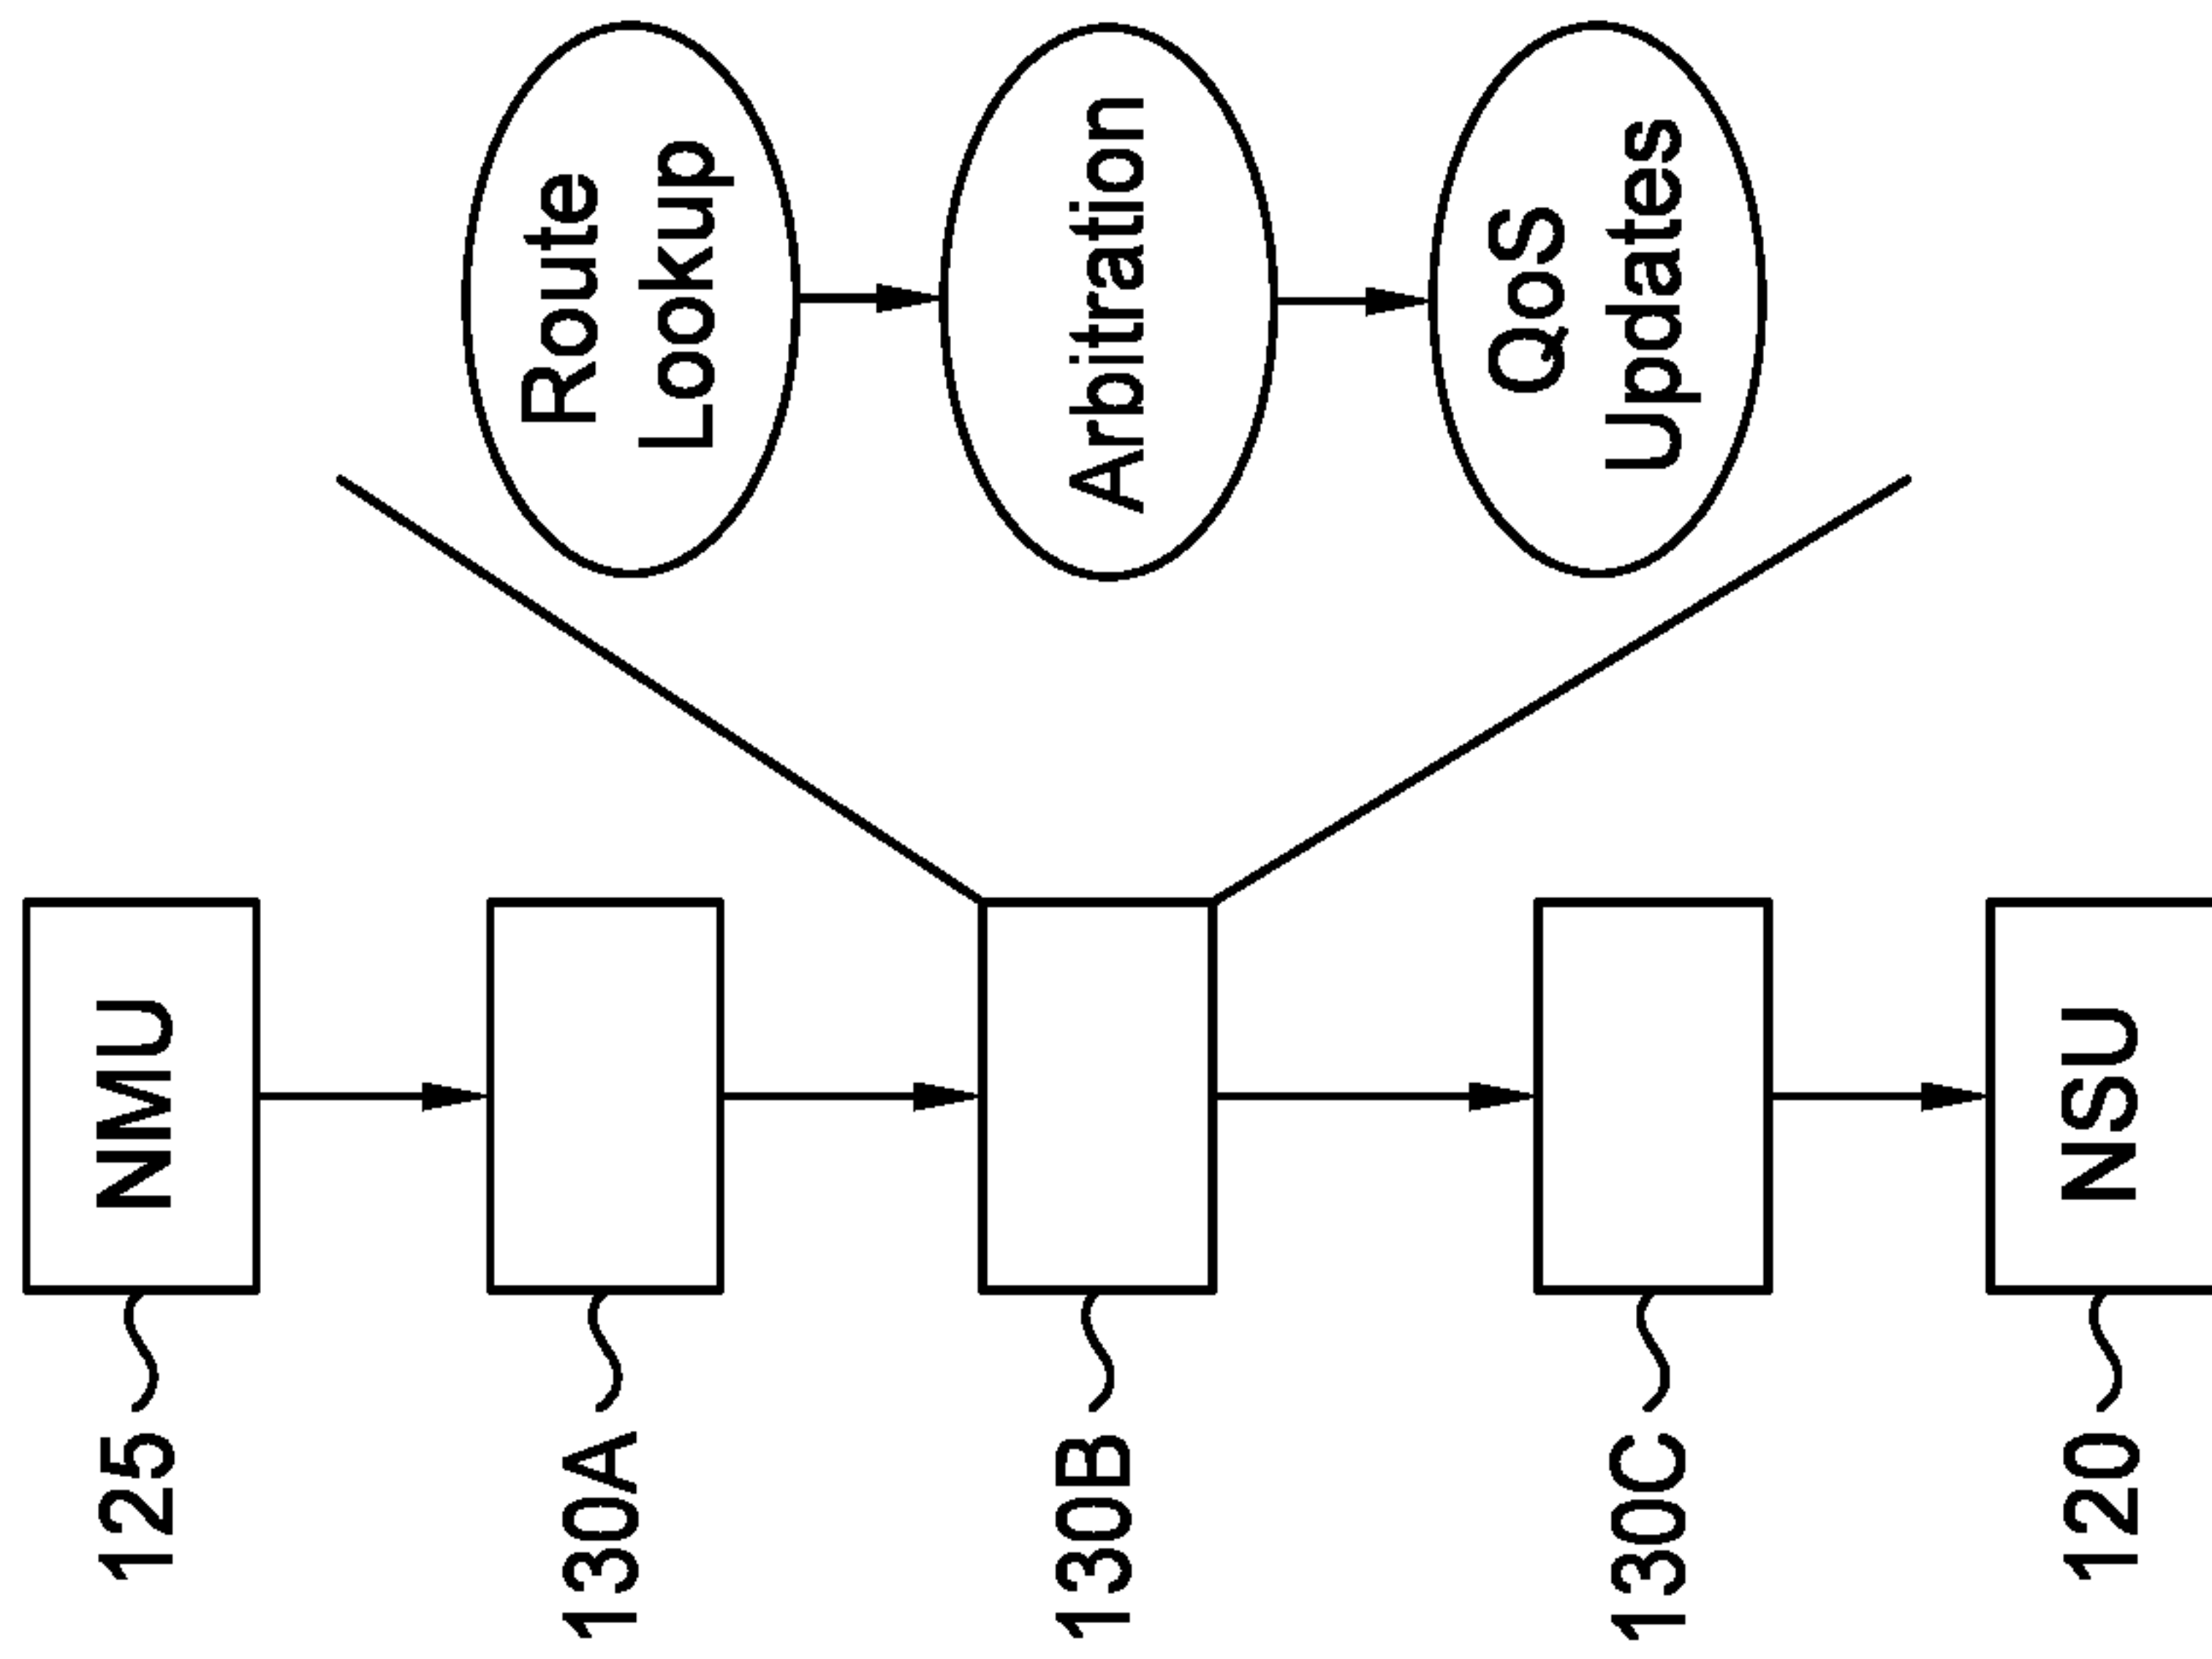 125
NMU
130A
130B
130C
120
NSU
Route
Lookup
Arbitration
QoS
Updates